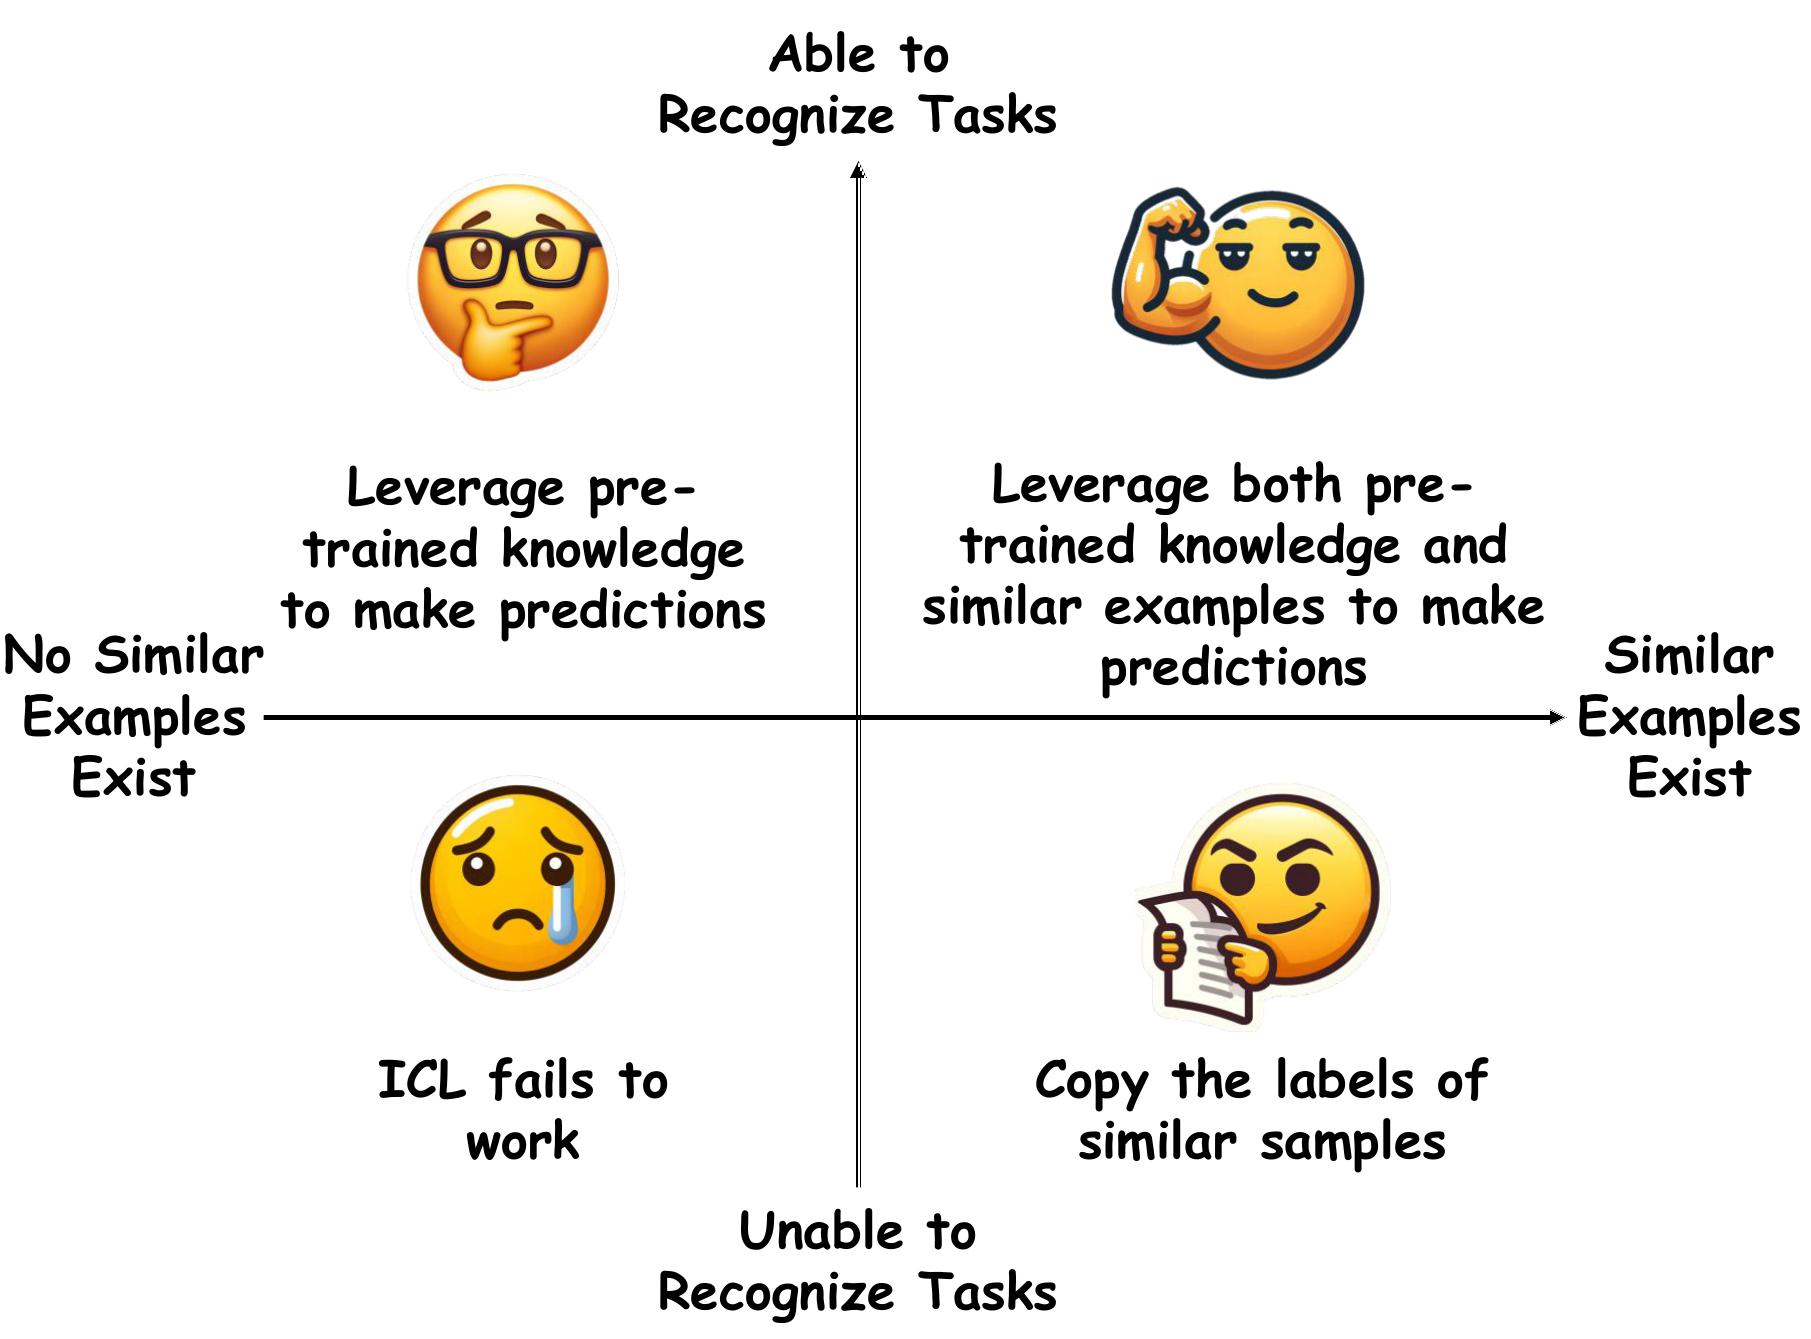 Able to
Recognize Tasks
Leverage pre-
trained knowledge
to make predictions
Leverage both pre-
trained knowledge and
similar examples to make
predictions
No Similar
Examples
Exist
Similar
Examples
Exist
ICL fails to
work
Copy the labels of
similar samples
Unable to
Recognize Tasks